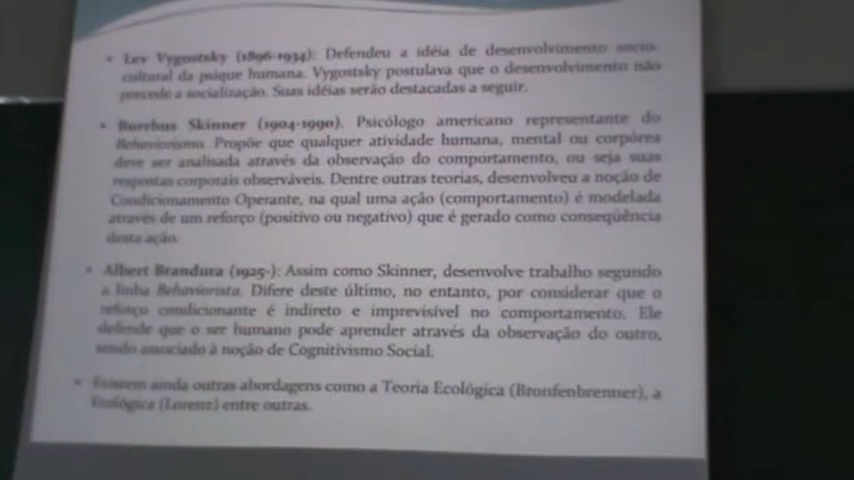 Lev Vygostsky (1896-1934): Defendeu a idéia de desenvolvimento socio-
cultural da psique humana. Vygostsky postulava que o desenvolvimento não
precede a socialização. Suas idéias serão destacadas a seguir.
Burrhus Skinner (1904-1990). Psicólogo americano representante do
Behaviorismo. Propõe que qualquer atividade humana, mental ou corpórea
deve ser analisada através da observação do comportamento, ou seja suas
respostas corporais observáveis. Dentre outras teorias, desenvolveu a noção de
Condicionamento Operante, na qual uma ação (comportamento) é modelada
através de um reforço (positivo ou negativo) que é gerado como conseqüência
desta ação.
Albert Brandura (1925-): Assim como Skinner, desenvolve trabalho segundo
a linha Behaviorista. Difere deste último, no entanto, por considerar que o
reforço condicionante é indireto e imprevisível no comportamento. Ele
defende que o ser humano pode aprender através da observação do outro,
sendo associado à noção de Cognitivismo Social.
Existem ainda outras abordagens como a Teoria Ecológica (Bronfenbrenner), a
(Lorenz) entre outras.